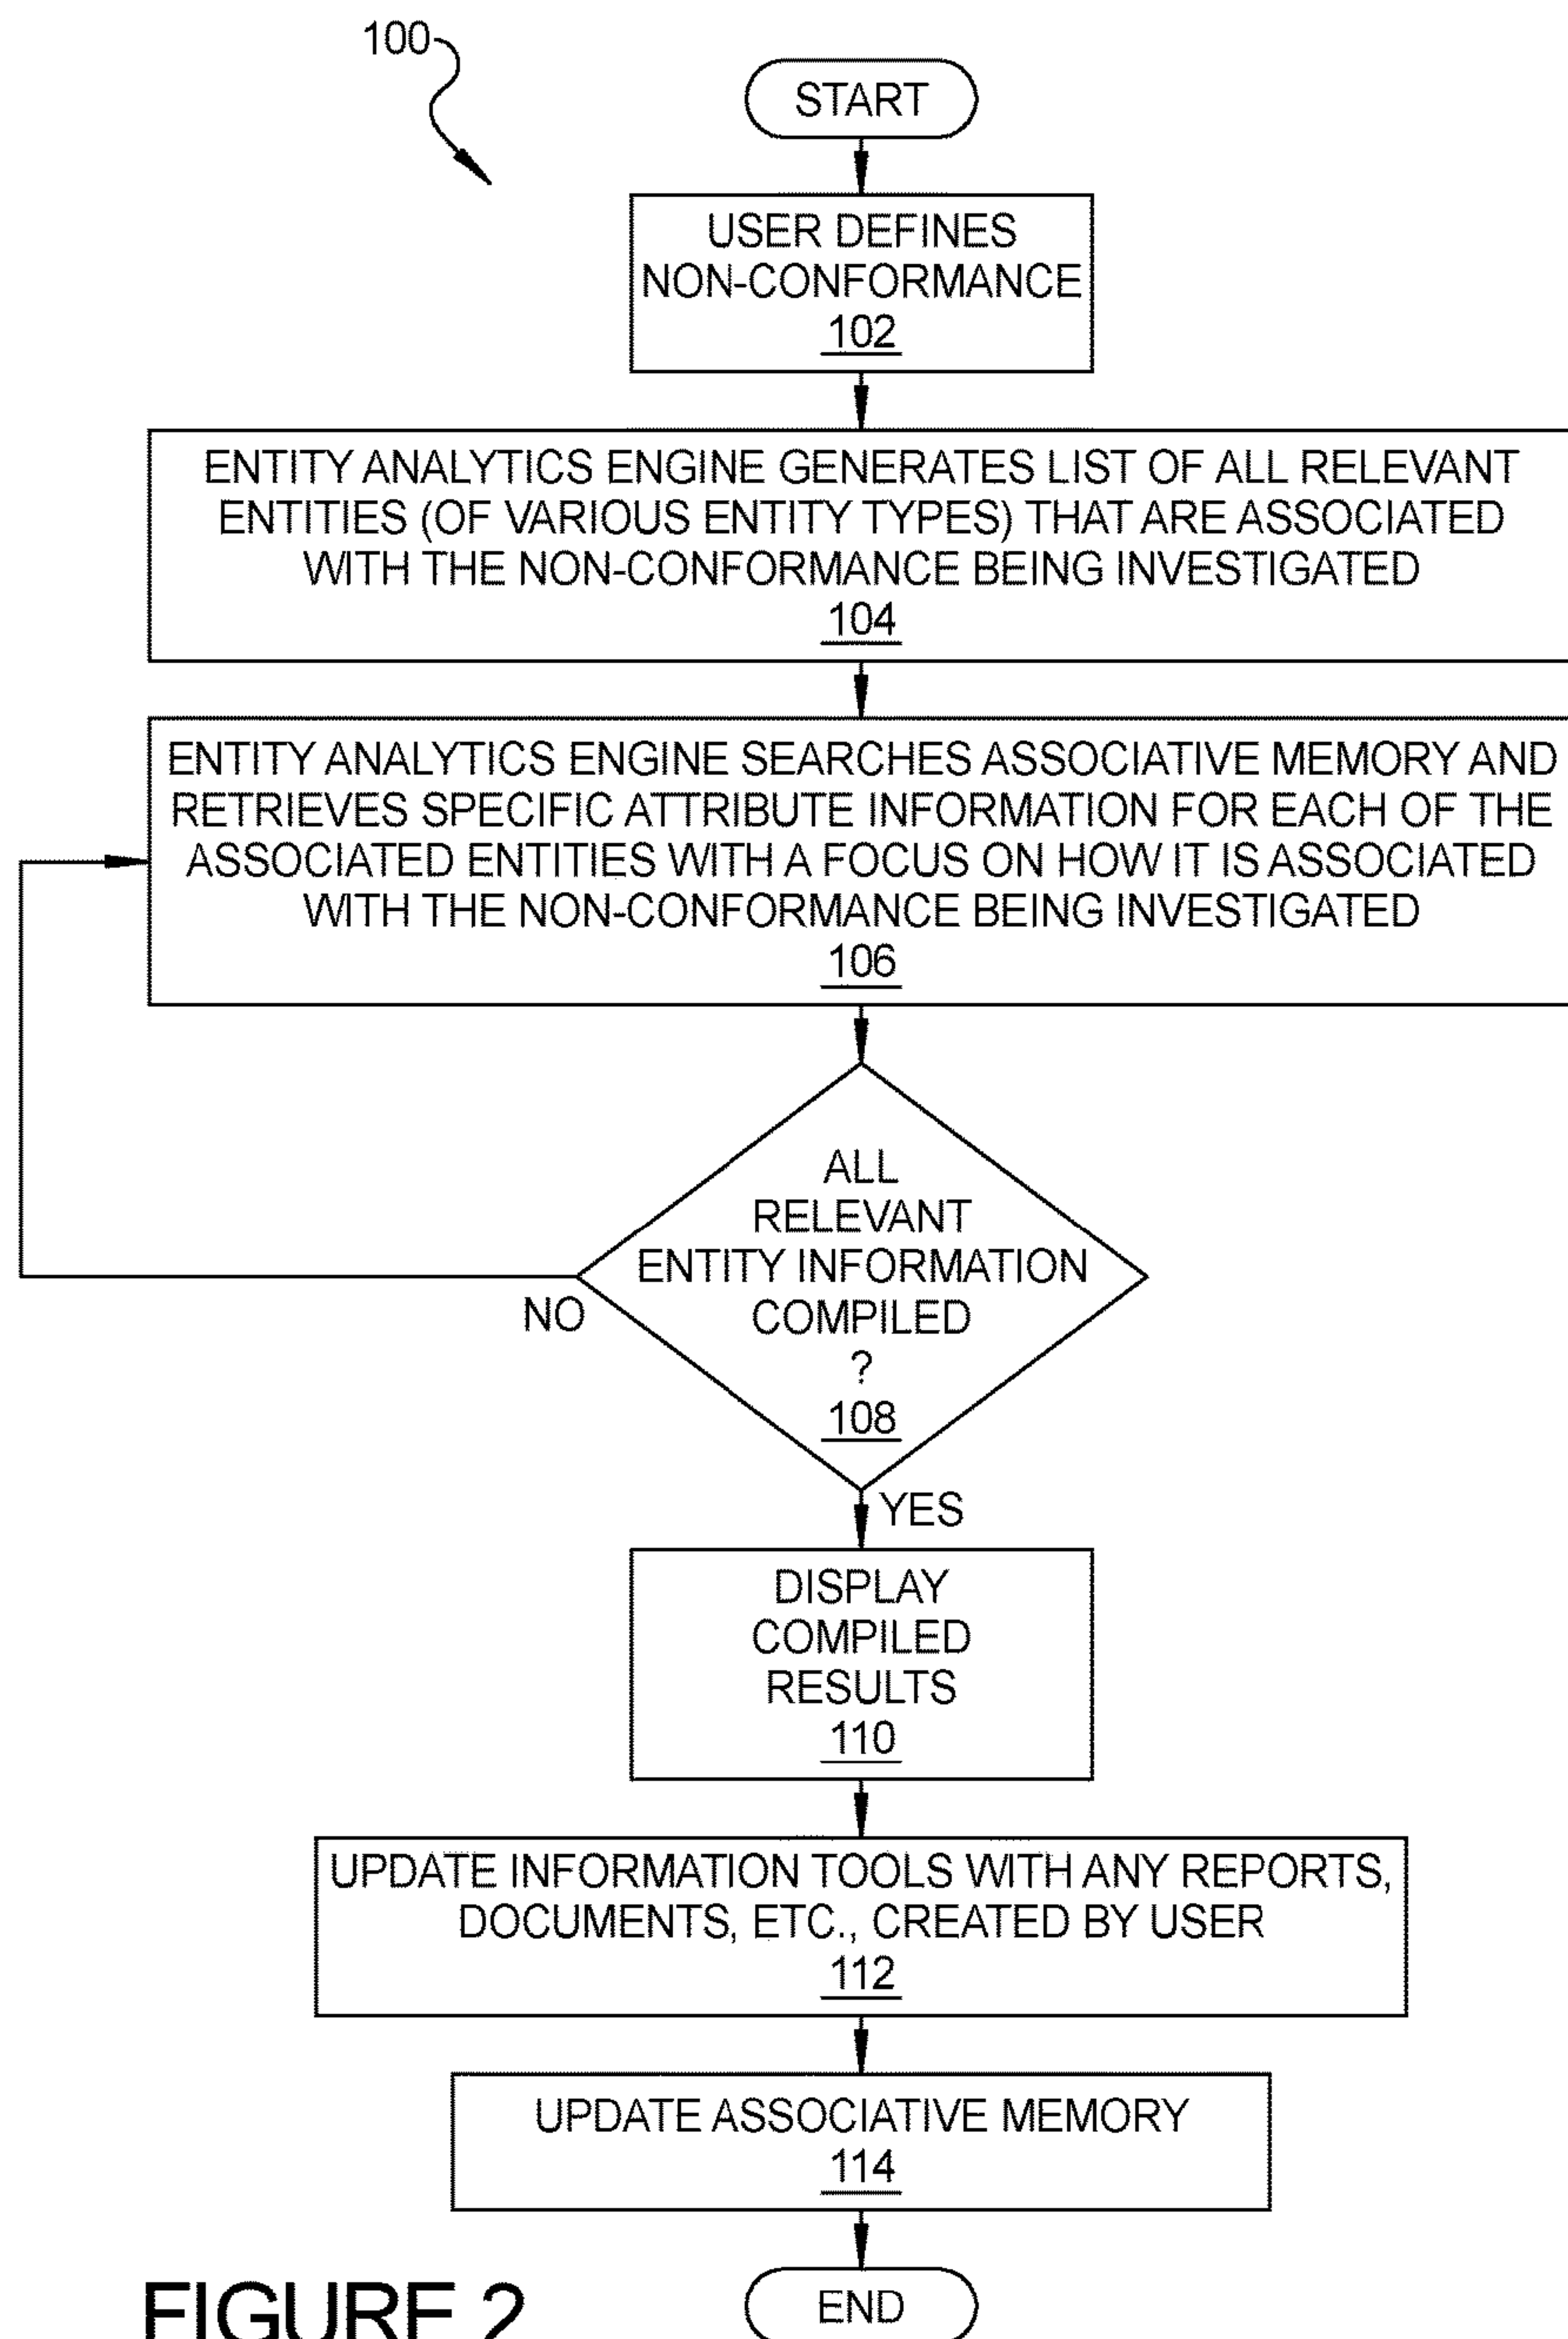 100
START
USER DEFINES
NON-CONFORMANCE
102
ENTITY ANALYTICS ENGINE GENERATES LIST OF ALL RELEVANT
ENTITIES (OF VARIOUS ENTITY TYPES) THAT ARE ASSOCIATED
WITH THE NON-CONFORMANCE BEING INVESTIGATED
104
ENTITY ANALYTICS ENGINE SEARCHES ASSOCIATIVE MEMORY AND
RETRIEVES SPECIFIC ATTRIBUTE INFORMATION FOR EACH OF THE
ASSOCIATED ENTITIES WITH A FOCUS ON HOW IT IS ASSOCIATED
WITH THE NON-CONFORMANCE BEING INVESTIGATED
106
ALL
RELEVANT
ENTITY INFORMATION
COMPILED
?
108
NO
YES
DISPLAY
COMPILED
RESULTS
110
UPDATE INFORMATION TOOLS WITH ANY REPORTS,
DOCUMENTS, ETC., CREATED BY USER
112
UPDATE ASSOCIATIVE MEMORY
114
END
FIGURE 2